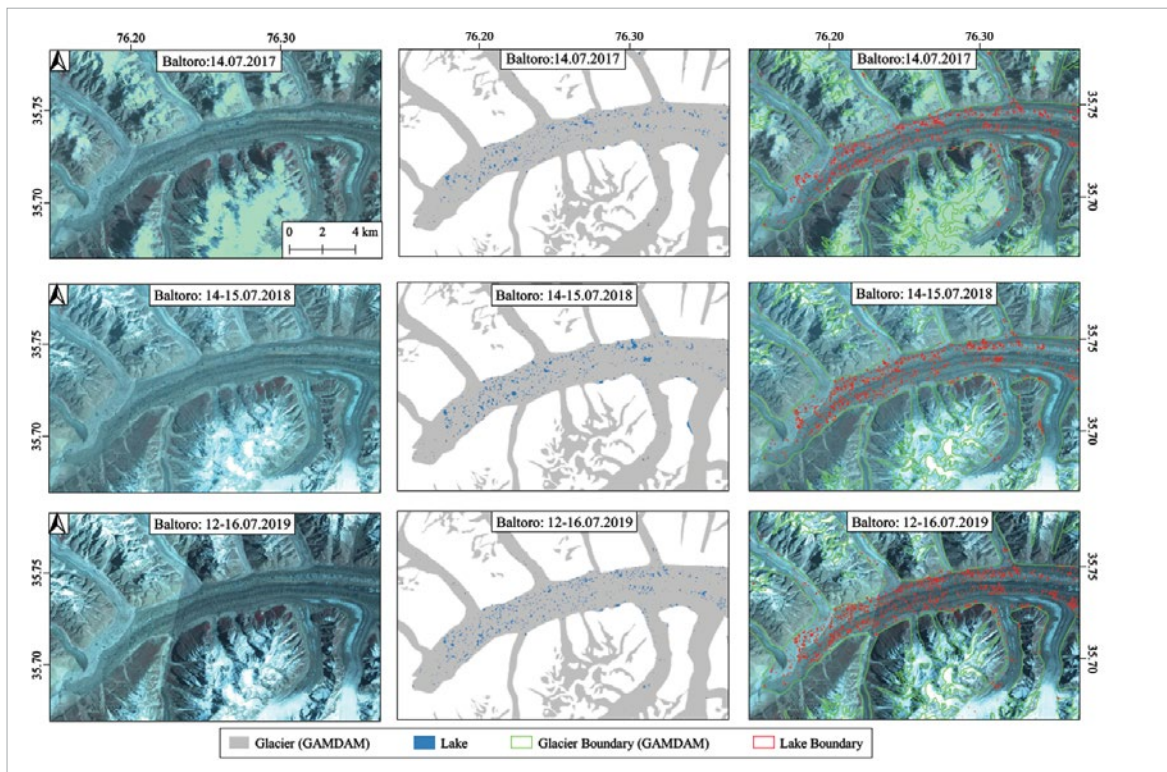 76.20 76.30 76.20 76.30 76.20 76.30
Baltoro:14.07.2017 Baltoro:14.07.2017 Baltoro:14.07.2017
35.75 35.75
35.70 35.70
0 2 4 km
Baltoro: 14-15.07.2018 Baltoro: 14-15.07.2018 Baltoro: 14-15.07.2018
35.75 35.75
35.70 35.70
Baltoro: 12-16.07.2019 Baltoro: 12-16.07.2019 Baltoro: 12-16.07.2019
35.75 35.75
35.70 35.70
Glacier (GAMDAM) Lake Glacier Boundary (GAMDAM) Lake Boundary